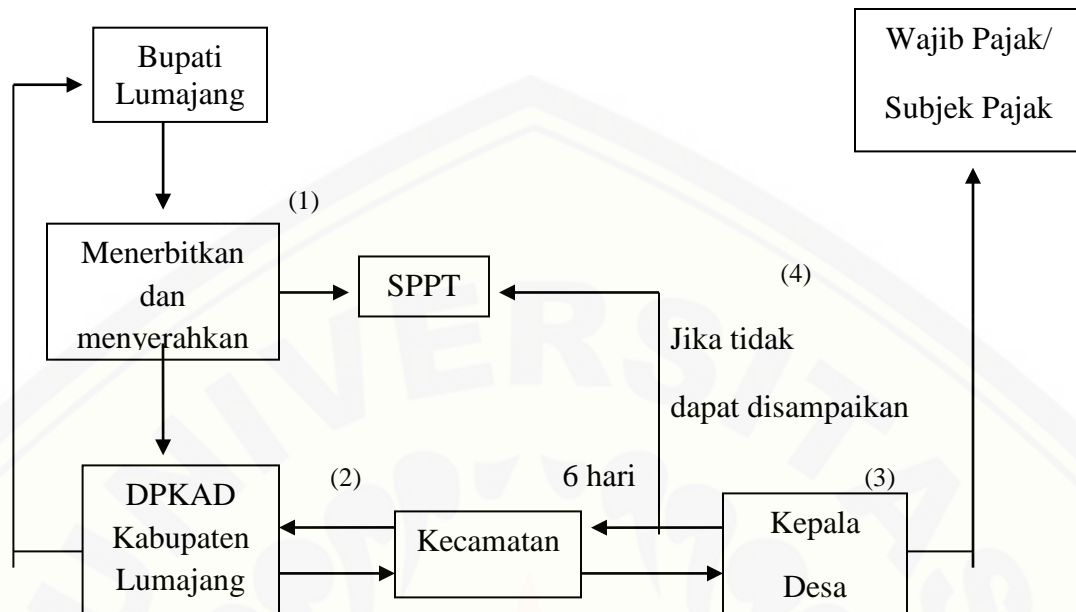 Bupati
Lumajang
Wajib Pajak/
Subjek Pajak
(1)
Menerbitkan
dan
menyerahkan
SPPT
(4)
Jika tidak
dapat disampaikan
6 hari
(2)
(3)
DPKAD
Kabupaten
Lumajang
Kecamatan
Kepala
Desa
UNIVERSITAS